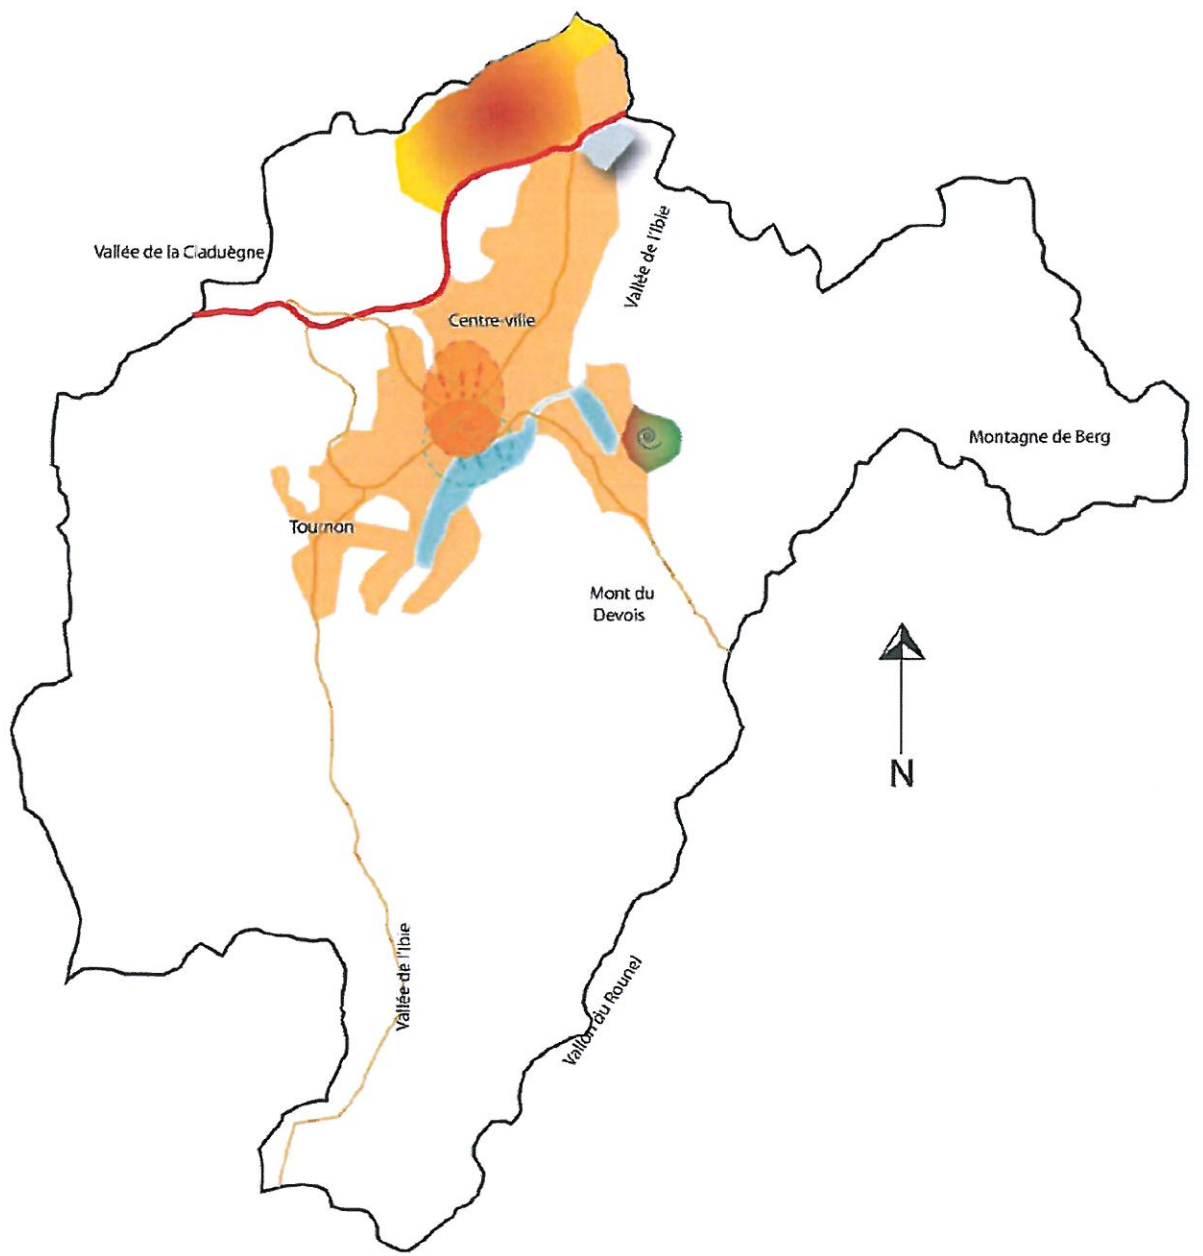 Vallée de la Claduègne
Vallée de l'Ibie
Centre-ville
Montagne de Berg
Tournon
Mont du
Devois
N
Vallée de l'Ibie
Vallon du Rounel